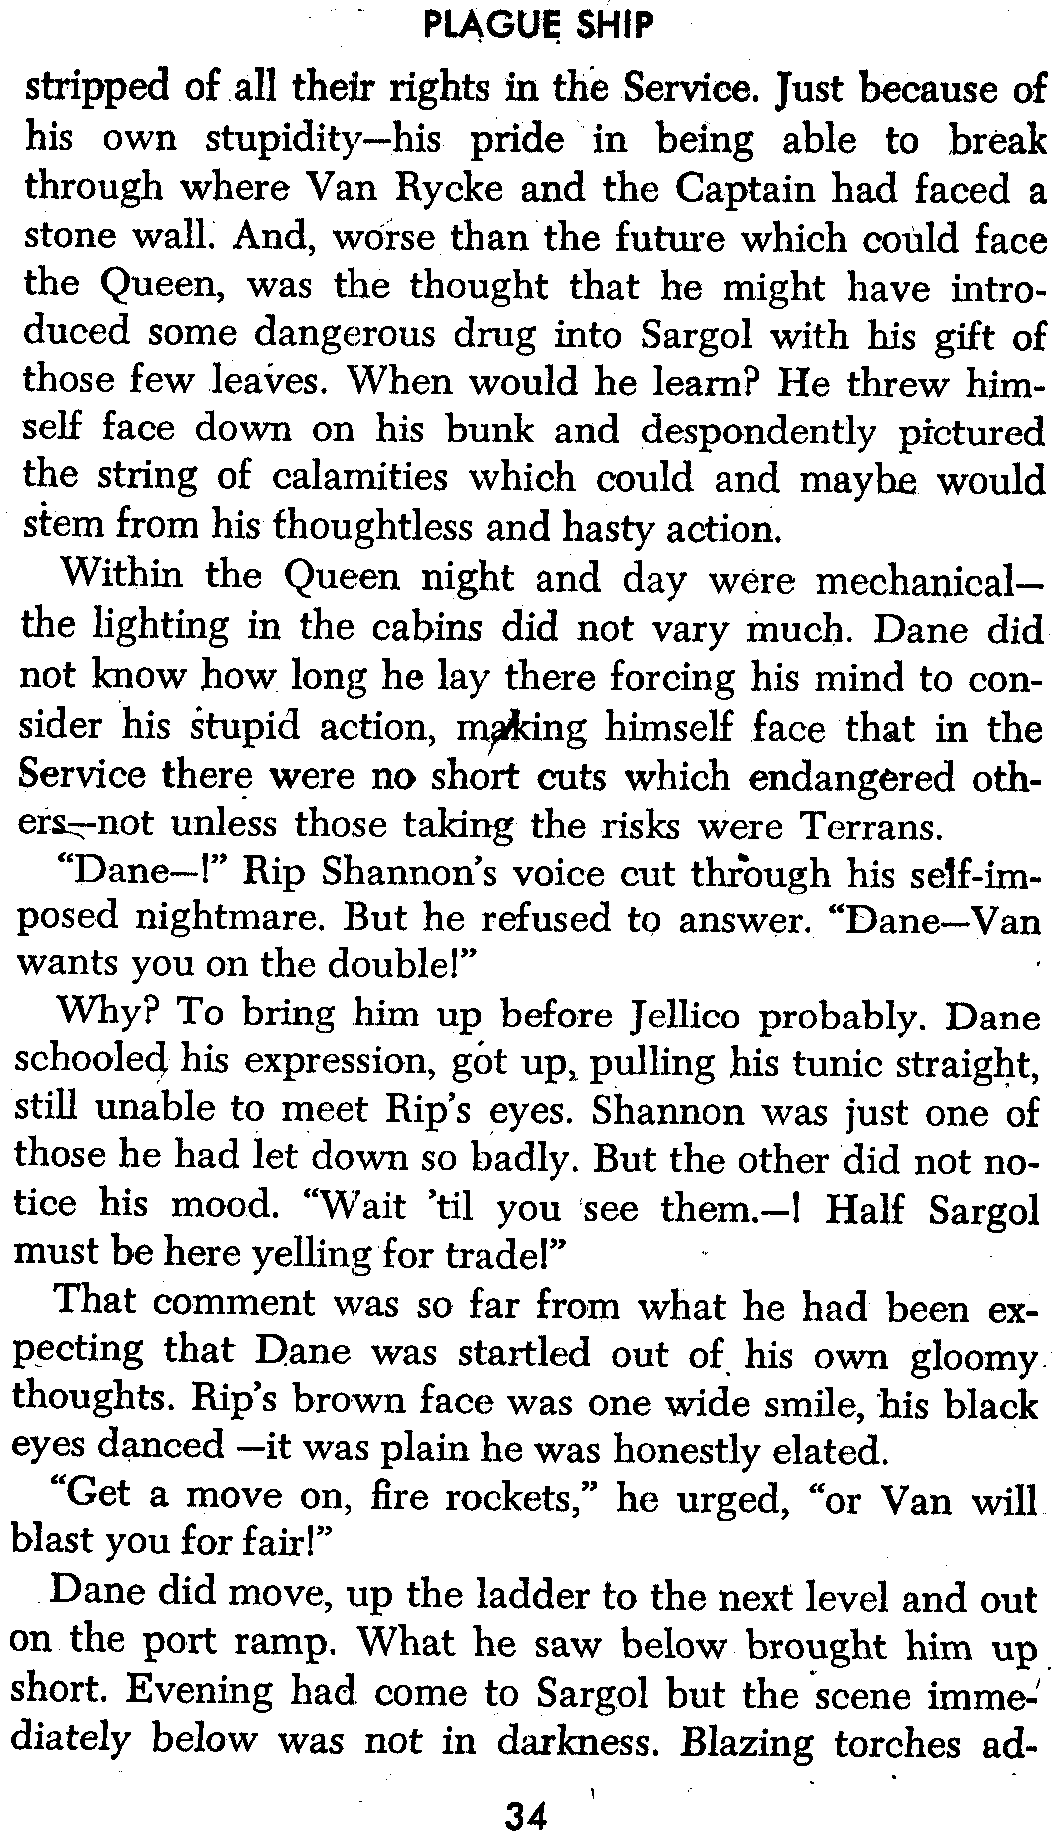 PLAGUE SHIP
stripped of all their rights in the Service. Just because of
his own stupidity—his pride in being able to break
through where Van Rycke and the Captain had faced a
stone wall. And, worse than the future which could face
the Queen, was the thought that he might have intro-
duced some dangerous drug into Sargol with his gift of
those few leaves. When would he learn? He threw him-
self face down on his bunk and despondently pictured
the string of calamities which could and maybe would
stem from his thoughtless and hasty action.
Within the Queen night and day were mechanical—
the lighting in the cabins did not vary much. Dane did
not know how long he lay there forcing his mind to con-
sider his stupid action, making himself face that in the
Service there were no short cuts which endangered oth-
ers—not unless those taking the risks were Terrans.
“Dane—!” Rip Shannon’s voice cut through his self-im-
posed nightmare. But he refused to answer. “Dane—Van
wants you on the double!”
Why? To bring him up before Jellico probably. Dane
schooled his expression, got up, pulling his tunic straight,
still unable to meet Rip’s eyes. Shannon was just one of
those he had let down so badly. But the other did not no-
tice his mood. “Wait ’til you see them.—! Half Sargol
must be here yelling for trade!”
That comment was so far from what he had been ex-
pecting that Dane was startled out of his own gloomy
thoughts. Rip’s brown face was one wide smile, his black
eyes danced —it was plain he was honestly elated.
“Get a move on, fire rockets,” he urged, “or Van will
blast you for fair!”
Dane did move, up the ladder to the next level and out
on the port ramp. What he saw below brought him up
short. Evening had come to Sargol but the scene imme-
diately below was not in darkness. Blazing torches ad-
34